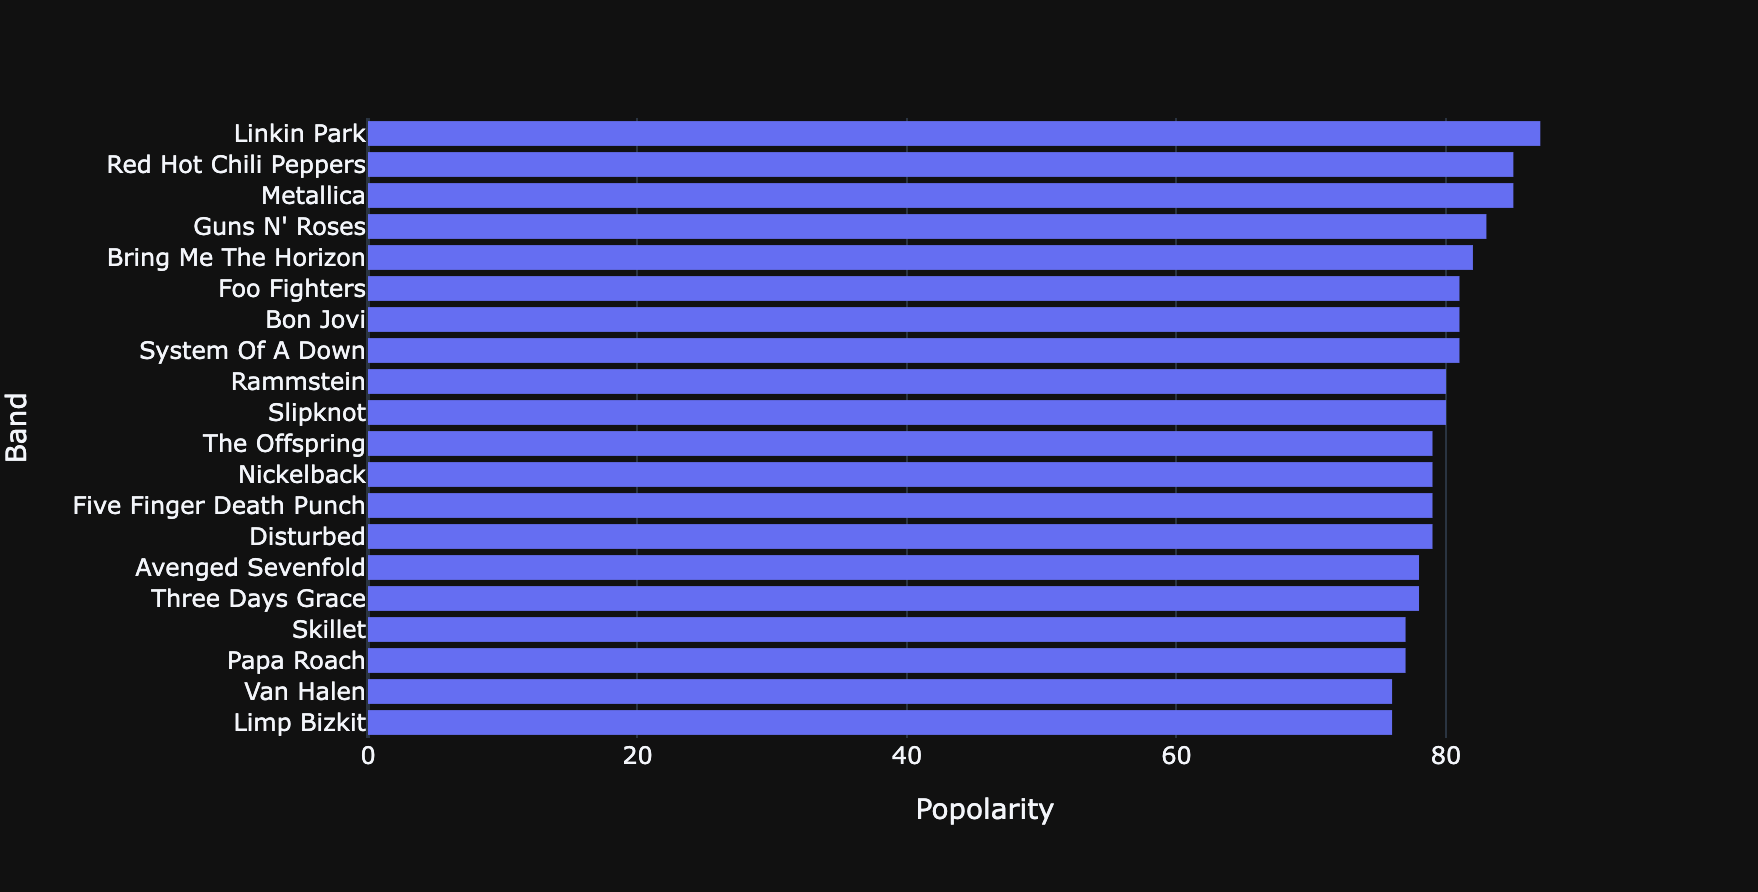 Linkin Park
Red Hot Chili Peppers
Metallica
Guns N' Roses
Bring Me The Horizon
Foo Fighters
Bon Jovi
System Of A Down
Rammstein
Slipknot
The Offspring
Nickelback
Five Finger Death Punch
Disturbed
Avenged Sevenfold
Three Days Grace
Skillet
Papa Roach
Van Halen
Limp Bizkit
Band
0 20 40 60 80
Popolarity